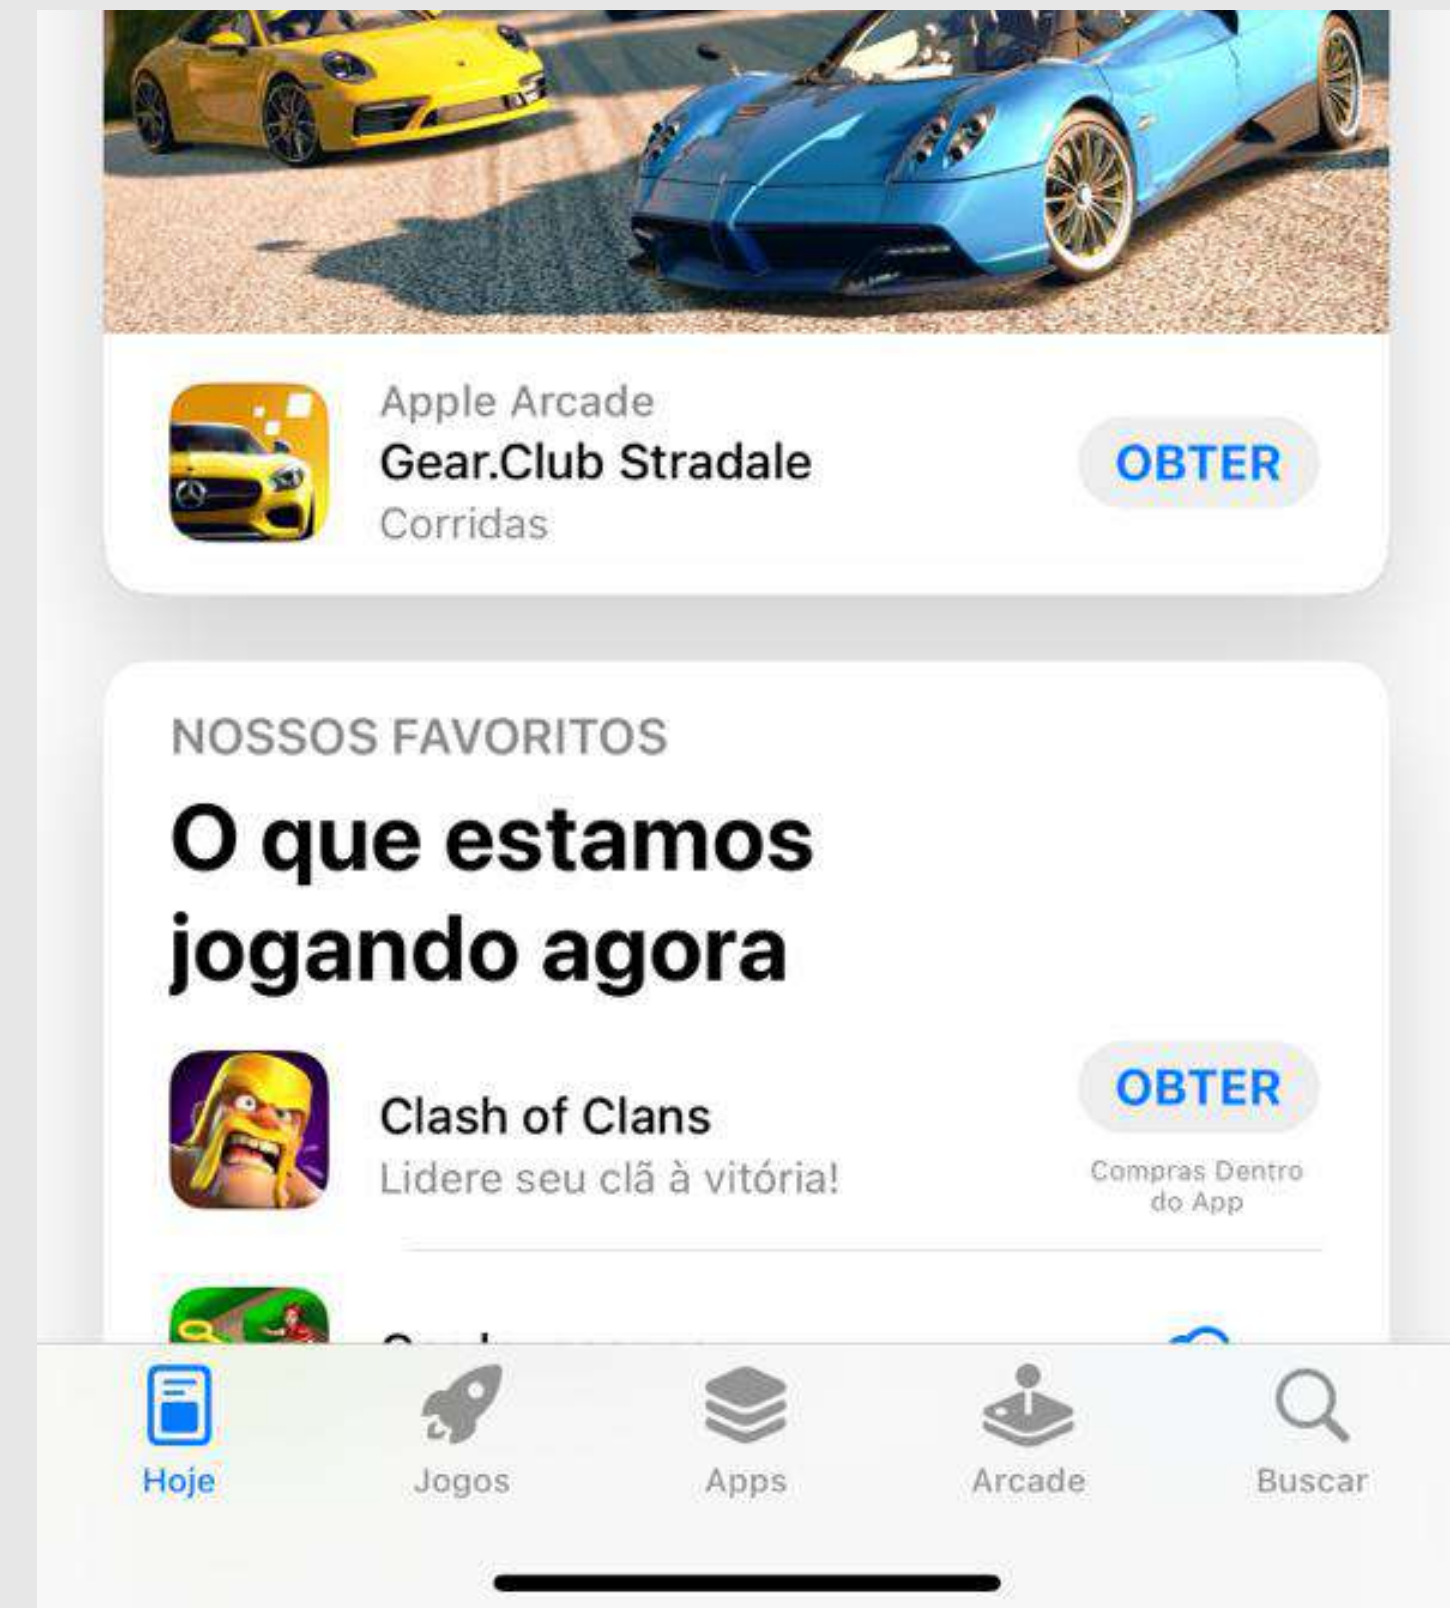 Apple Arcade
Gear.Club Stradale
Corridas
OBTER
NOSSOS FAVORITOS
O que estamos
jogando agora
Clash of Clans
Lidere seu clã à vitória!
OBTER
Compras Dentro
do App
Hoje
Jogos
Apps
Arcade
Buscar